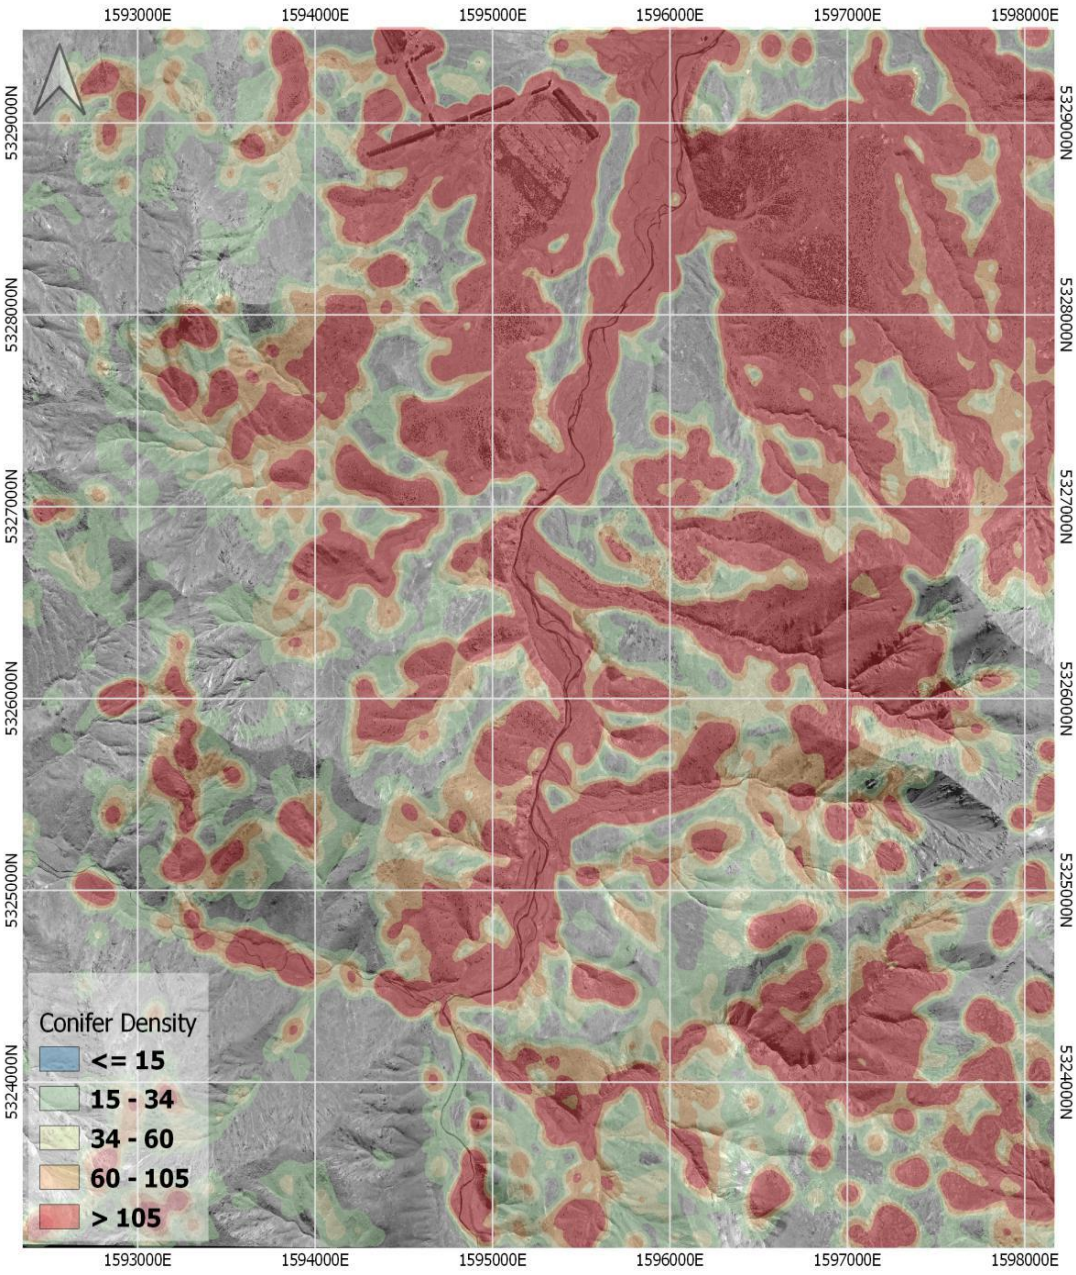 1593000E 1594000E 1595000E 1596000E 1597000E 1598000E
5329000N 5329000N
5328000N 5328000N
5327000N 5327000N
5326000N 5326000N
5325000N 5325000N
5324000N 5324000N
Conifer Density
<= 15
15 - 34
34 - 60
60 - 105
> 105
1593000E 1594000E 1595000E 1596000E 1597000E 1598000E